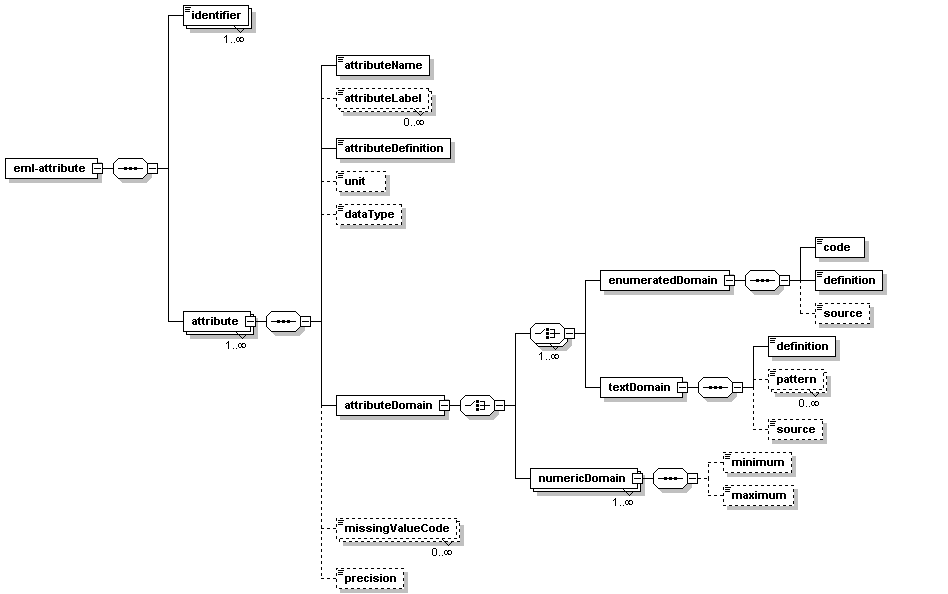 identifier
1..∞
attributeName
attributeLabel
0..∞
eml-attribute
attributeDefinition
unit
dataType
code
enumeratedDomain
definition
source
attribute
1..∞
1..∞
definition
textDomain
pattern
0..∞
attributeDomain
source
minimum
numericDomain
1..∞
maximum
missingValueCode
0..∞
precision